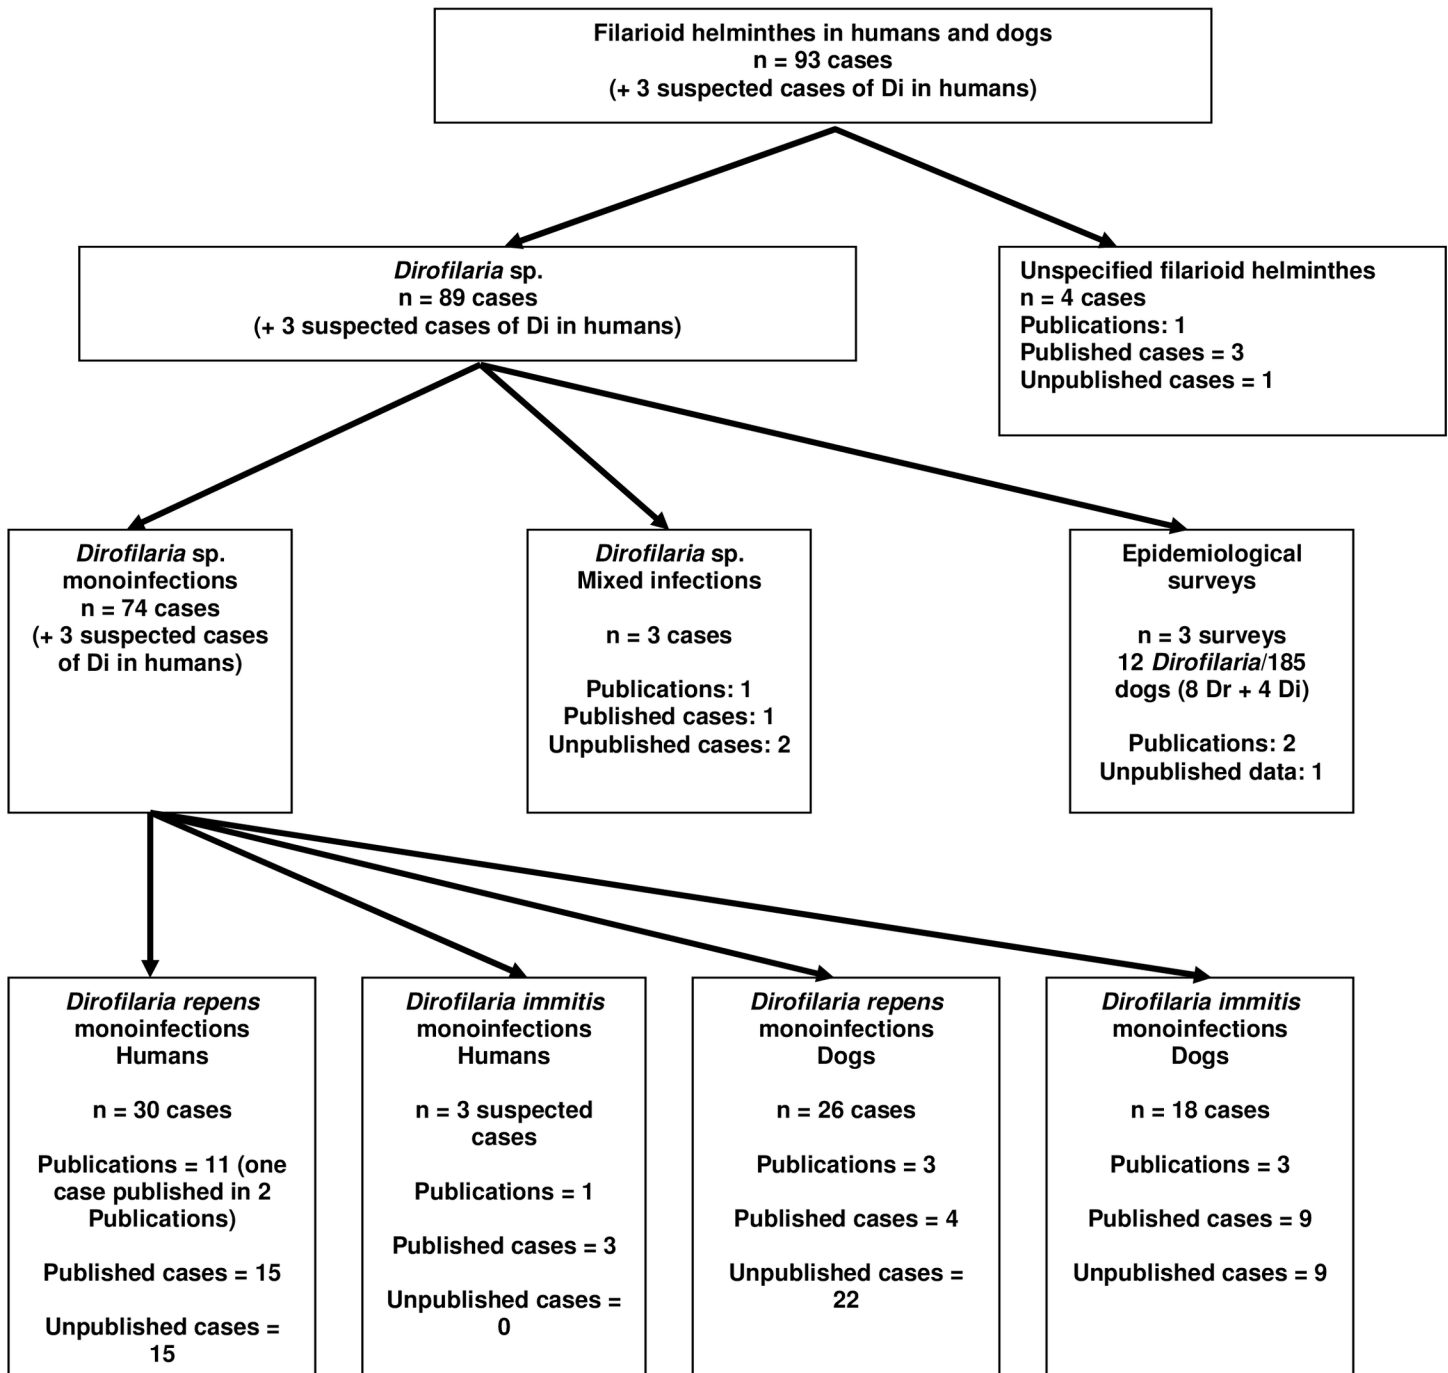 Filarioid helminthes in humans and dogs
n = 93 cases
(+ 3 suspected cases of Di in humans)
Dirofilaria sp.
n = 89 cases
(+ 3 suspected cases of Di in humans)
Unspecified filarioid helminthes
n = 4 cases
Publications: 1
Published cases = 3
Unpublished cases = 1
Dirofilaria sp.
monoinfections
n = 74 cases
(+ 3 suspected cases
of Di in humans)
Dirofilaria sp.
Mixed infections
n = 3 cases
Publications: 1
Published cases: 1
Unpublished cases: 2
Epidemiological
surveys
n = 3 surveys
12 Dirofilaria/185
dogs (8 Dr + 4 Di)
Publications: 2
Unpublished data: 1
Dirofilaria repens
monoinfections
Humans
n = 30 cases
Publications = 11 (one
case published in 2
Publications)
Published cases = 15
Unpublished cases =
15
Dirofilaria immitis
monoinfections
Humans
n = 3 suspected
cases
Publications = 1
Published cases = 3
Unpublished cases =
0
Dirofilaria repens
monoinfections
Dogs
n = 26 cases
Publications = 3
Published cases = 4
Unpublished cases =
22
Dirofilaria immitis
monoinfections
Dogs
n = 18 cases
Publications = 3
Published cases = 9
Unpublished cases = 9